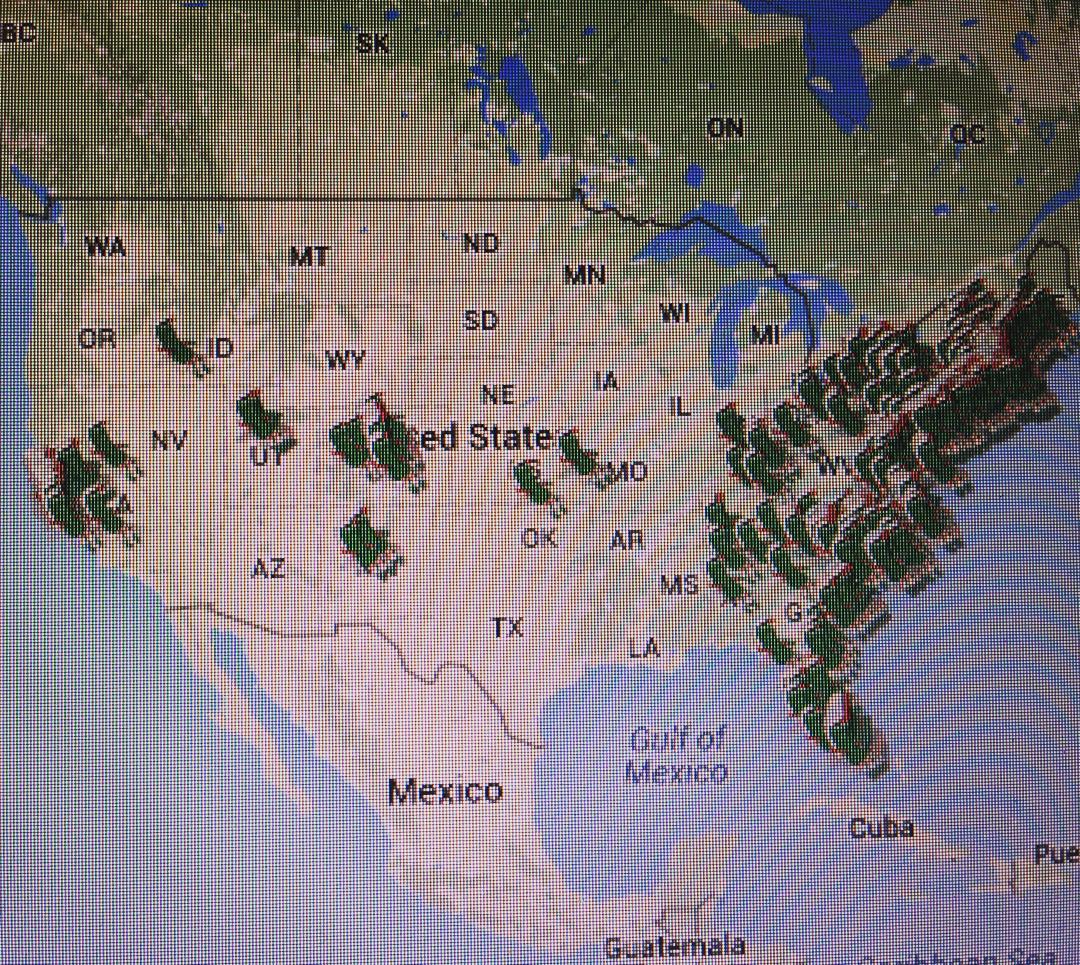 BC
SK
ON
QC
WA
MT
ND
MN
OR
ID
SD
WI
MI
WY
NE
IA
IL
NV
UT
ed State
MO
WV
OK
AR
AZ
MS
G
TX
LA
Gulf of
Mexico
Mexico
Cuba
Pue
Guatemala
Caribbean Sea